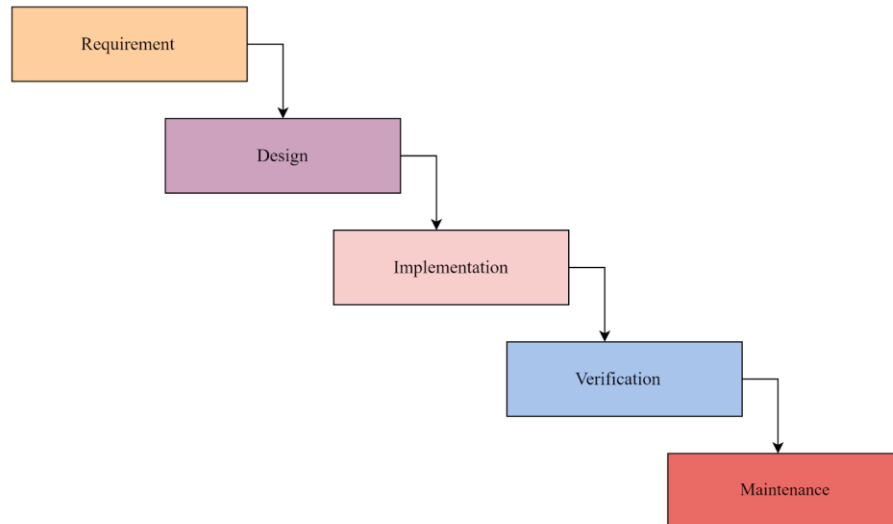 Requirement
Design
Implementation
Verification
Maintenance